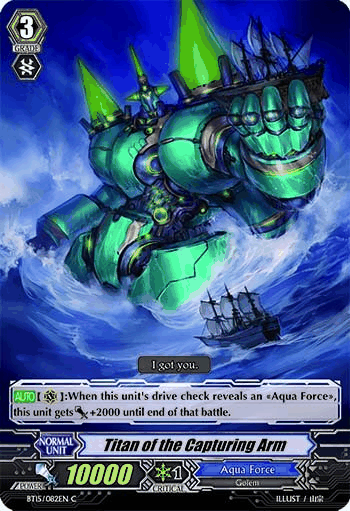 3
GRADE
I got you.
AUTO [ ]:When this unit's drive check reveals an «Aqua Force»,
this unit gets +2000 until end of that battle.
NORMAL UNIT
Titan of the Capturing Arm
POWER 10000 1 CRITICAL
Aqua Force
Golem
BT15/082EN C ILLUST /